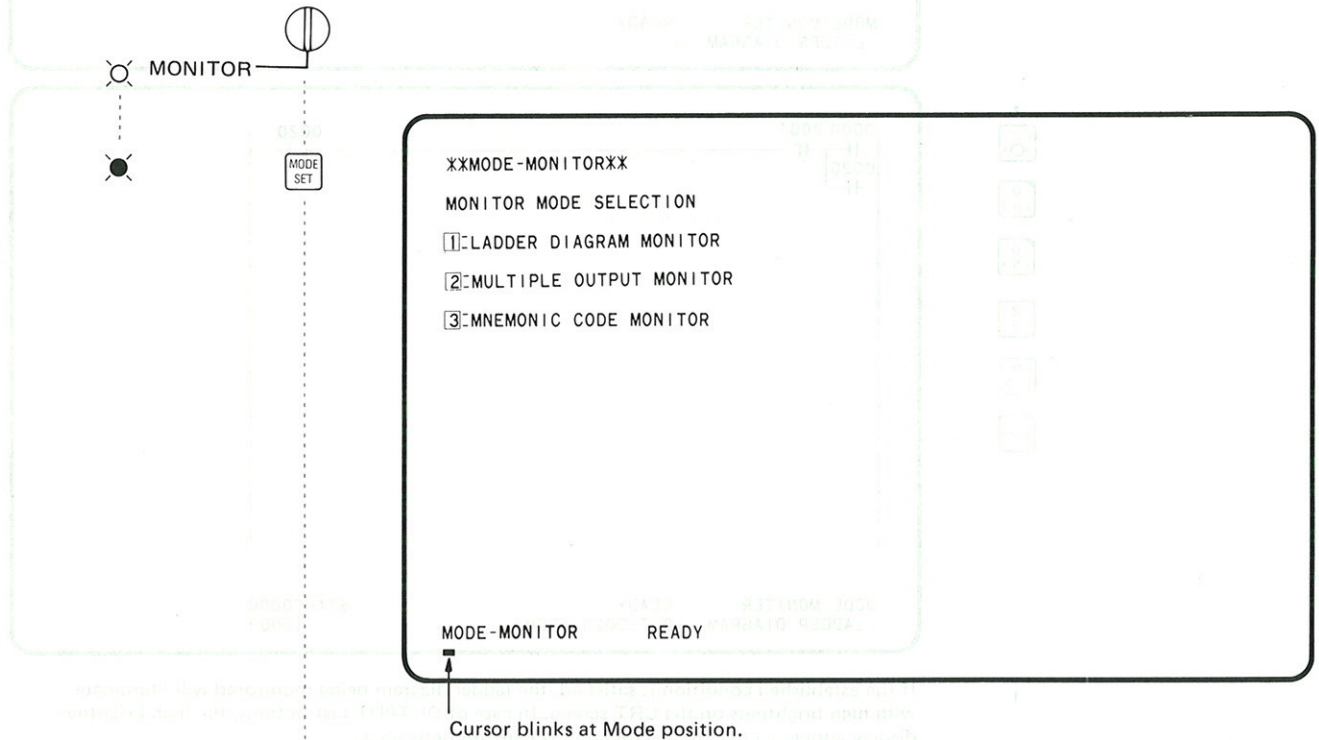 MONITOR
MODE
SET
**MODE-MONITOR**
MONITOR MODE SELECTION
1:LADDER DIAGRAM MONITOR
2:MULTIPLE OUTPUT MONITOR
3:MNEMONIC CODE MONITOR
MODE-MONITOR READY
Cursor blinks at Mode position.